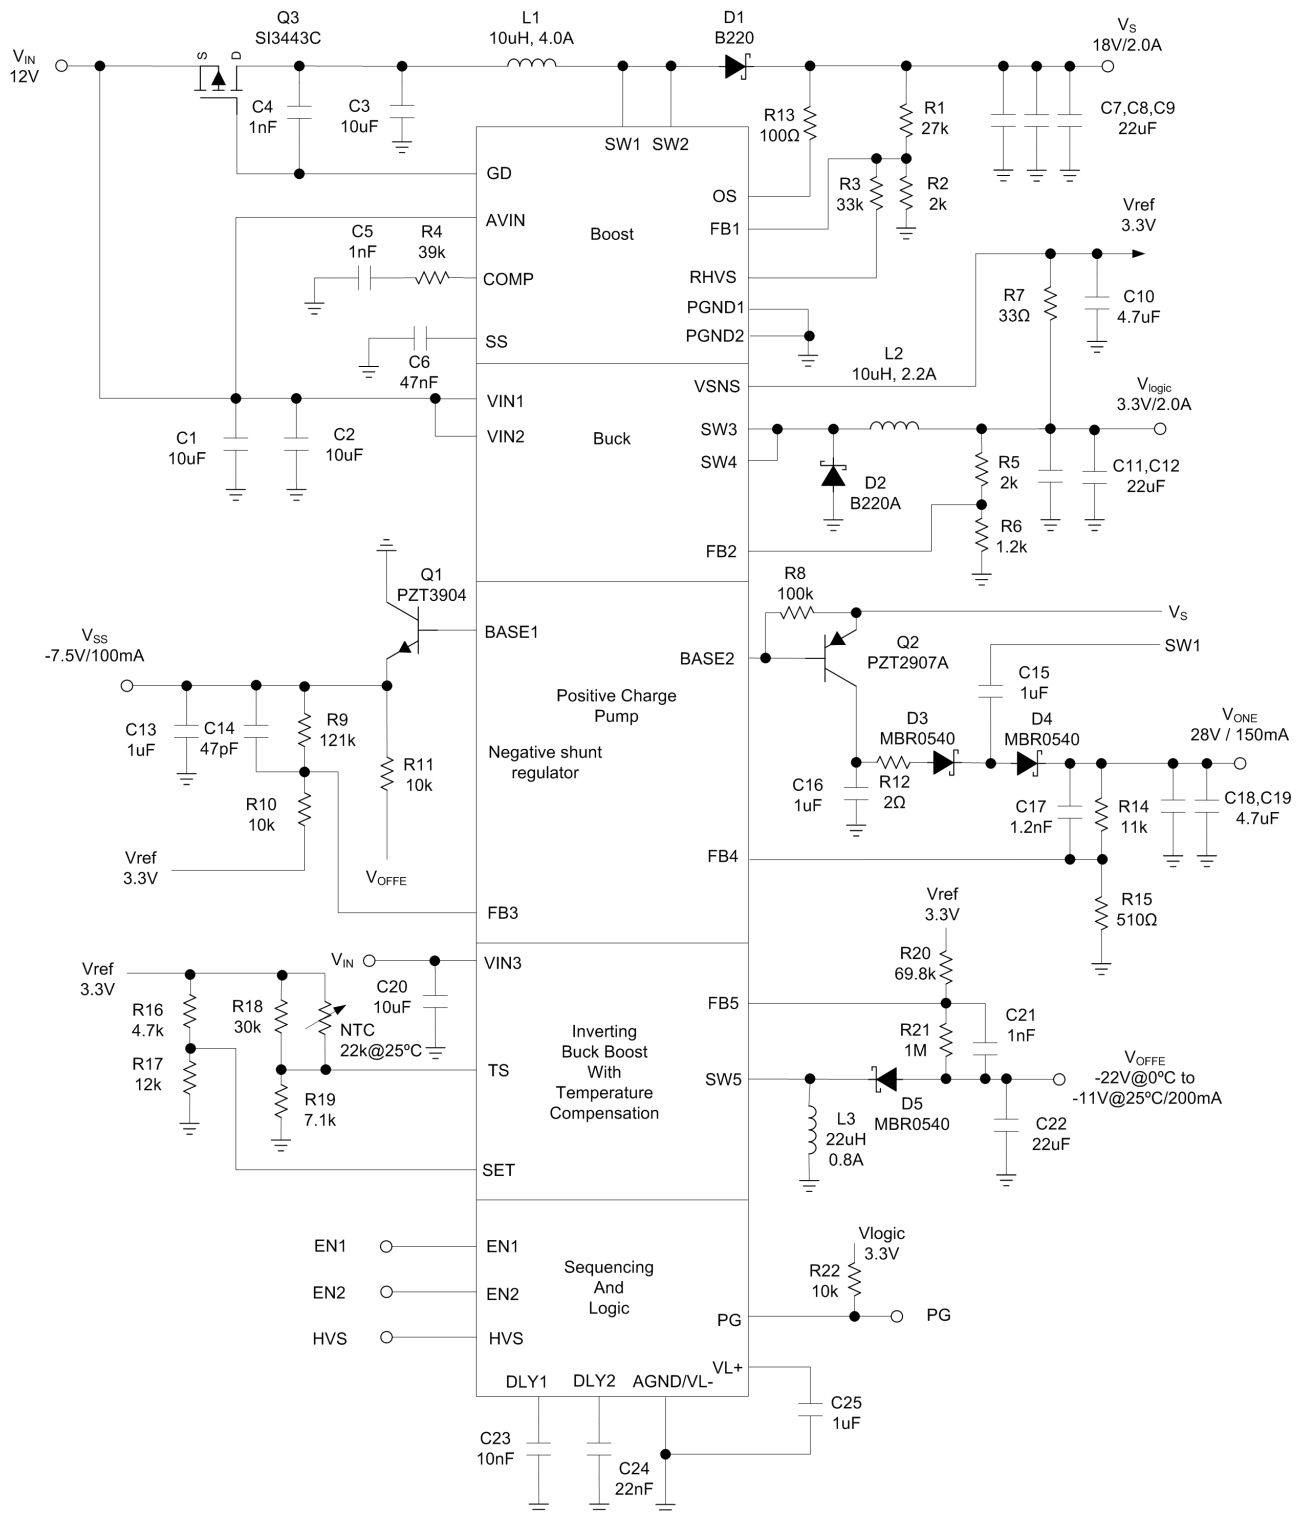 Q3
SI3443C
L1
10uH, 4.0A
D1
B220
VS
18V/2.0A
VIN
12V
S
D
C4
1nF
C3
10uF
R13
100Ω
R1
27k
C7,C8,C9
22uF
SW1
SW2
GD
AVIN
Boost
OS
FB1
R3
33k
R2
2k
Vref
3.3V
C5
1nF
R4
39k
COMP
RHVS
PGND1
PGND2
R7
33Ω
C10
4.7uF
SS
C6
47nF
L2
10uH, 2.2A
VSNS
Vlogic
3.3V/2.0A
VIN1
VIN2
Buck
SW3
SW4
C1
10uF
C2
10uF
D2
B220A
R5
2k
C11,C12
22uF
R6
1.2k
FB2
Q1
PZT3904
BASE1
R8
100k
VS
SW1
Q2
PZT2907A
BASE2
VSS
-7.5V/100mA
Positive Charge
Pump
Negative shunt
regulator
C15
1uF
C13
1uF
C14
47pF
R9
121k
R11
10k
D3
MBR0540
D4
MBR0540
VONE
28V / 150mA
R10
10k
C16
1uF
R12
2Ω
C17
1.2nF
R14
11k
C18,C19
4.7uF
Vref
3.3V
VOFFE
FB4
FB3
R15
510Ω
Vref
3.3V
R20
69.8k
VIN
VIN3
Vref
3.3V
C20
10uF
R16
4.7k
R18
30k
NTC
22k@25ºC
FB5
R21
1M
C21
1nF
Inverting
Buck Boost
With
Temperature
Compensation
R17
12k
TS
SW5
VOFFE
-22V@0ºC to
-11V@25ºC/200mA
R19
7.1k
L3
22uH
0.8A
D5
MBR0540
C22
22uF
SET
EN1
EN1
EN2
EN2
HVS
HVS
Sequencing
And
Logic
Vlogic
3.3V
R22
10k
PG
PG
VL+
DLY1
DLY2
AGND/VL-
C25
1uF
C23
10nF
C24
22nF